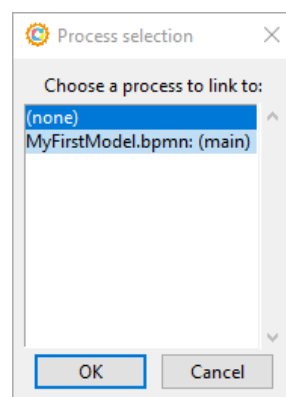 Process selection
Choose a process to link to:
(none)
MyFirstModel.bpmn: (main)
OK
Cancel